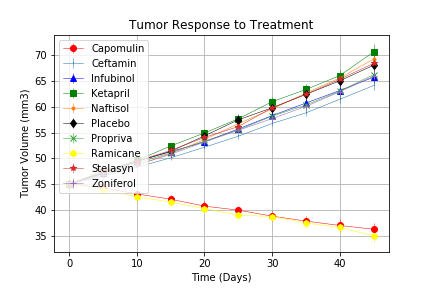 Tumor Response to Treatment
Tumor Volume (mm3)
70
65
60
55
50
45
40
35
Capomulin
Ceftamin
Infubinol
Ketapril
Naftisol
Placebo
Propriva
Ramicane
Stelasyn
Zoniferol
0
10
20
30
40
Time (Days)